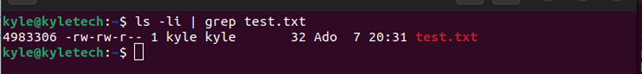 kyle@kyletech:~$ ls -li | grep test.txt
4983306 -rw-rw-r-- 1 kyle kyle      32 Ado  7 20:31 test.txt
kyle@kyletech:~$